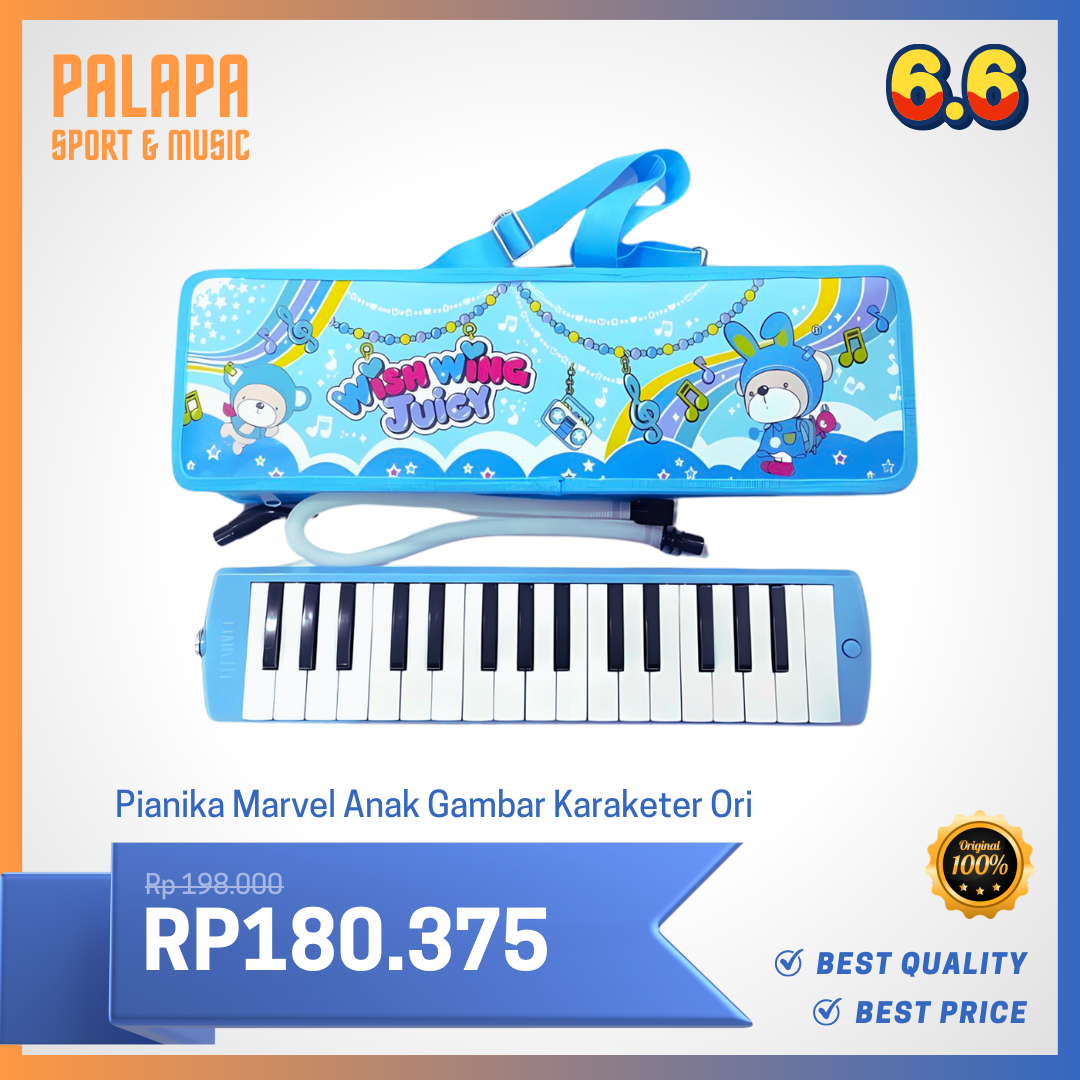 PALAPA
SPORT & MUSIC
6.6
WISH WING
JUICY
®
MARVEL
Pianika Marvel Anak Gambar Karaketer Ori
Rp 198.000
RP180.375
Original
100%
BEST QUALITY
BEST PRICE